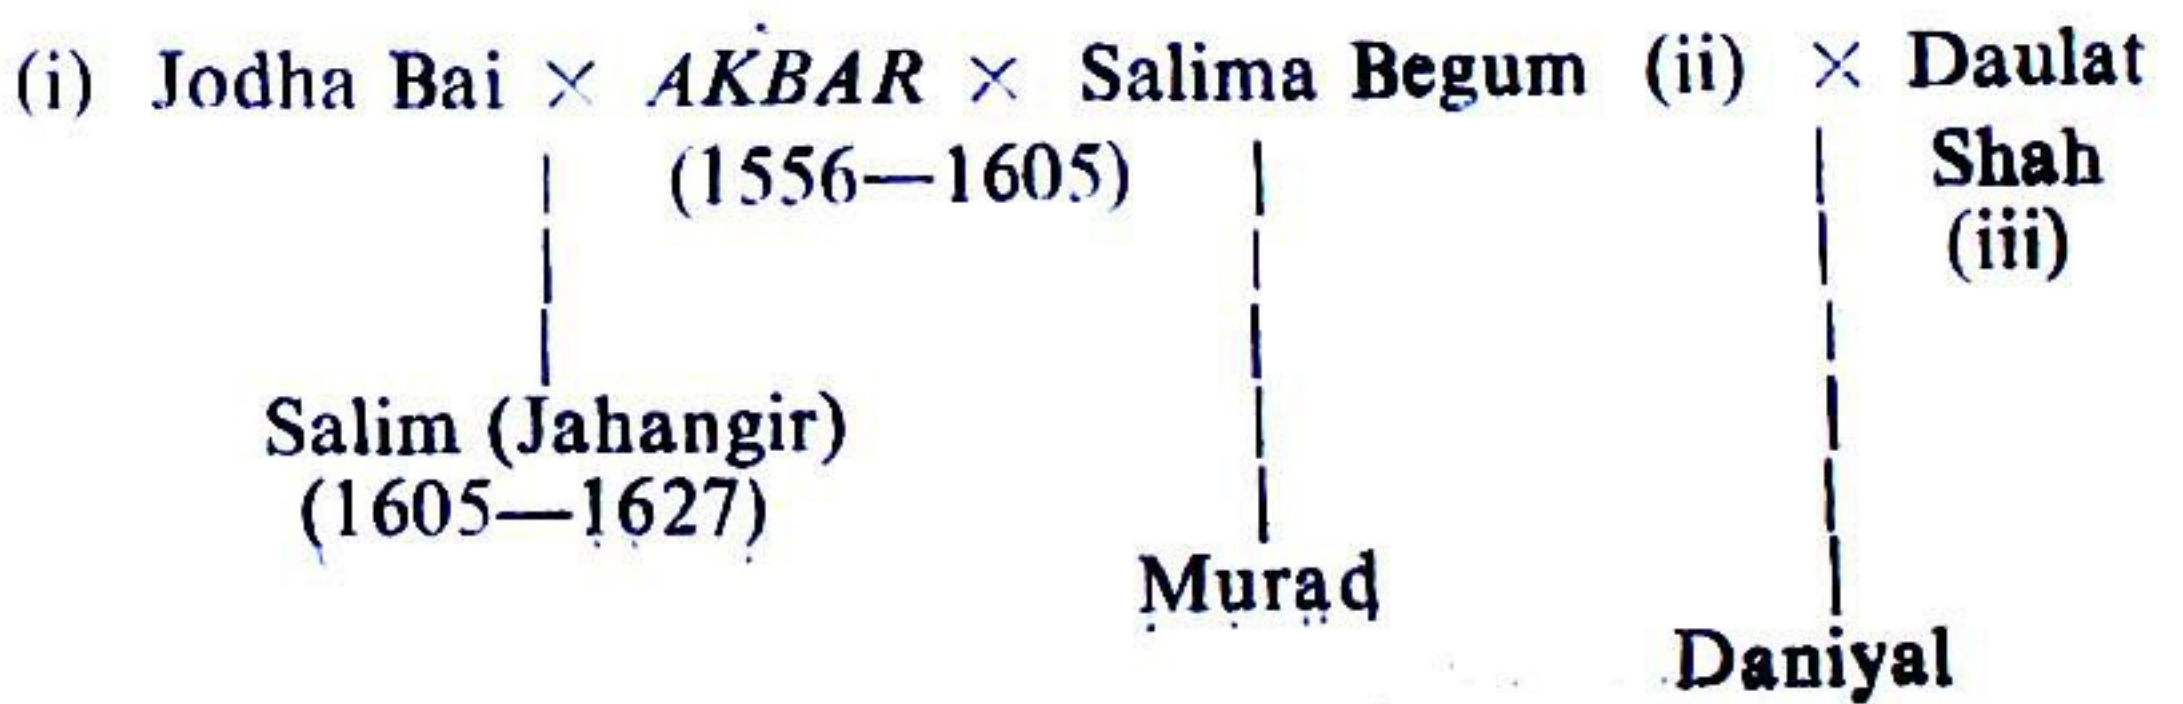 (i) Jodha Bai × AKBAR × Salima Begum (ii) × Daulat
(1556—1605) Shah
(iii)
Salim (Jahangir)
(1605—1627)
Murad
Daniyal